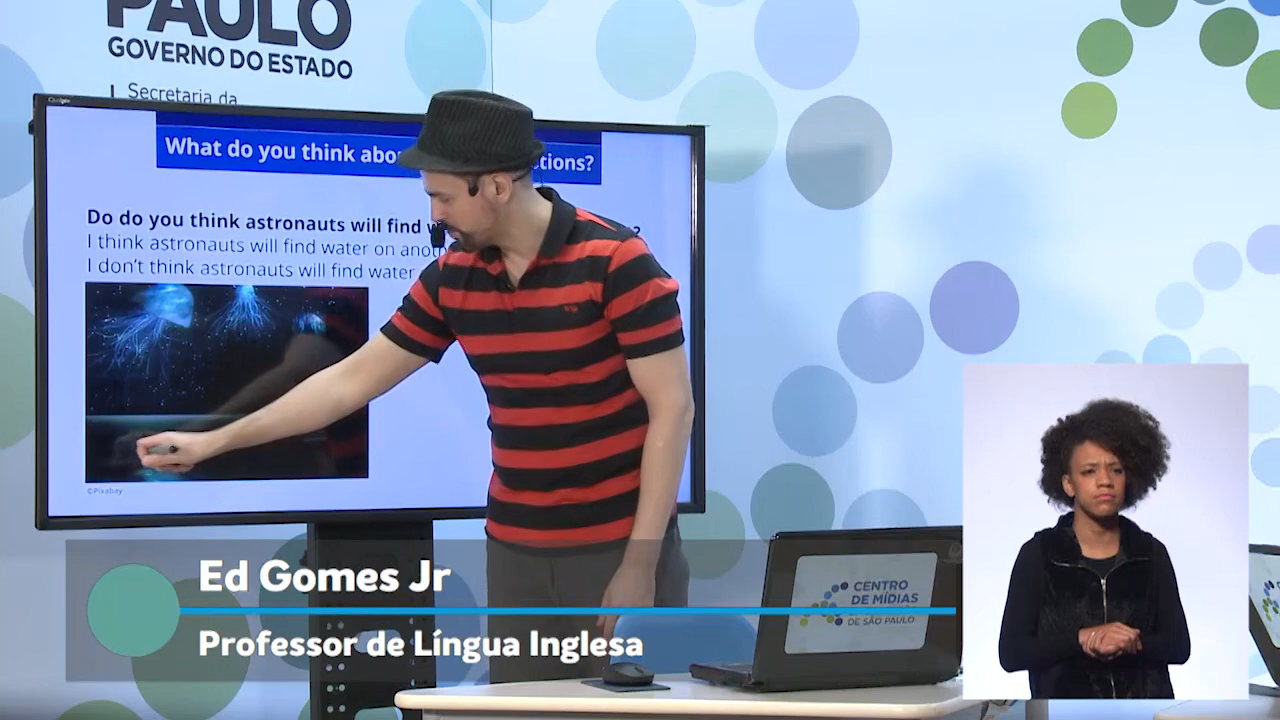 PAULO
GOVERNO DO ESTADO
Secretaria da
What do you think abo
ctions?
Do do you think astronauts will find w
?
I think astronauts will find water on anoth
I don't think astronauts will find water
©Pixabay
Ed Gomes Jr
Professor de Língua Inglesa
CENTRO
DE MÍDIAS
DE SÃO PAULO